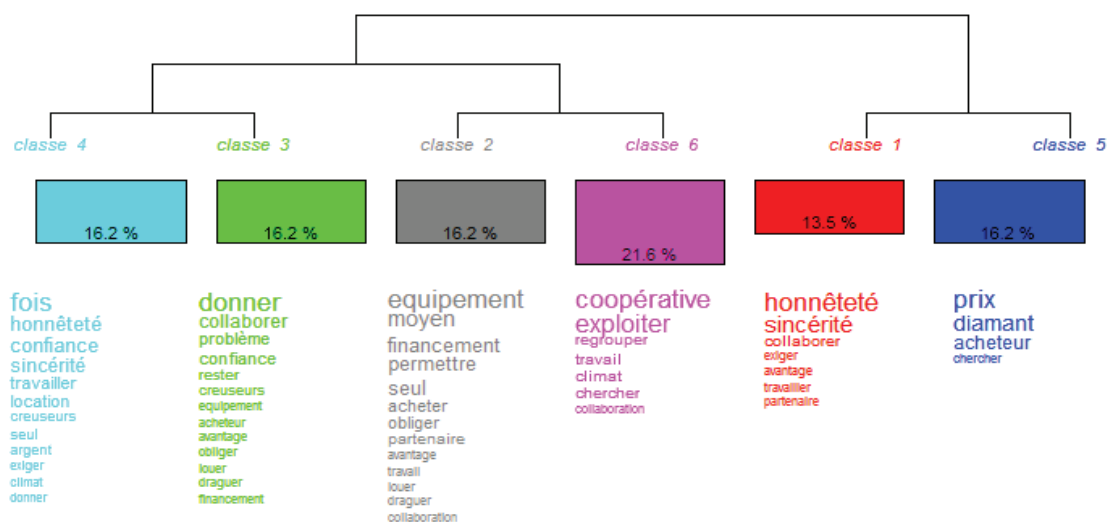 classe 4
classe 3
classe 2
classe 6
classe 1
classe 5
16.2 %
16.2 %
16.2 %
21.6 %
13.5 %
16.2 %
fois
honnêteté
confiance
sincérité
travailler
location
creuseurs
seul
argent
exiger
climat
donner
donner
collaborer
problème
confiance
rester
creuseurs
equipement
acheteur
avantage
obliger
louer
draguer
financement
equipement
moyen
financement
permettre
seul
acheter
obliger
partenaire
avantage
travail
louer
draguer
collaboration
coopérative
exploiter
regrouper
travail
climat
chercher
collaboration
honnêteté
sincérité
collaborer
exiger
avantage
travailler
partenaire
prix
diamant
acheteur
chercher